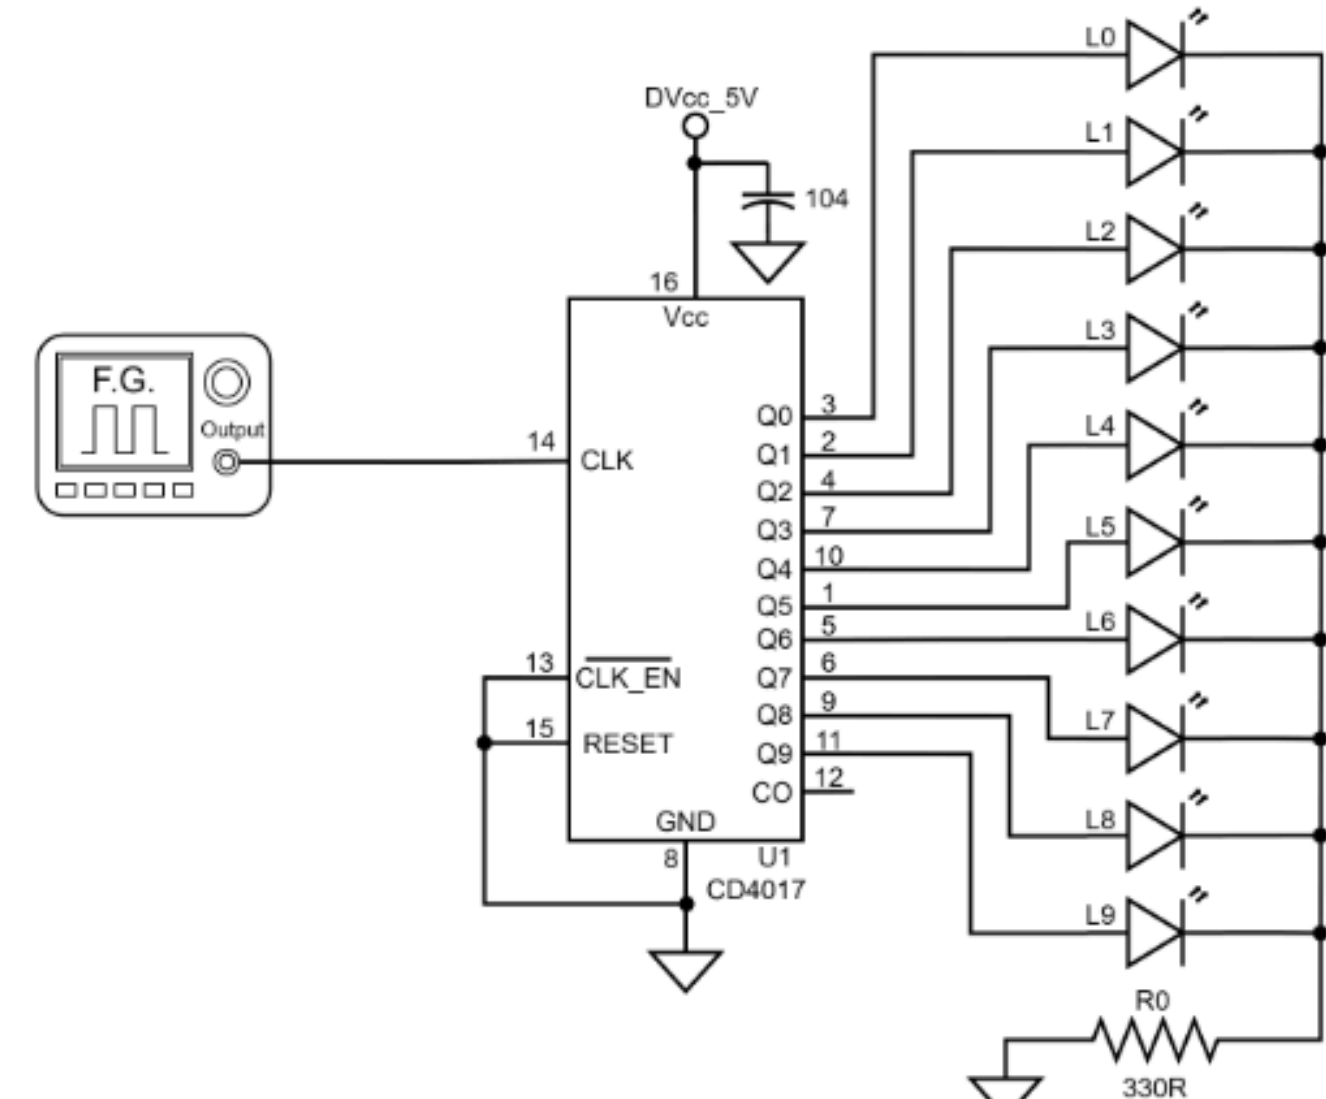 L0
DVcc_5V
L1
104
L2
16
Vcc
L3
F.G.
Output
14
CLK
Q0
3
Q1
2
L4
Q2
4
Q3
7
L5
Q4
10
Q5
1
L6
Q6
5
13
CLK_EN
Q7
6
Q8
9
L7
15
RESET
Q9
11
CO
12
GND
L8
8
U1
CD4017
L9
R0
330R